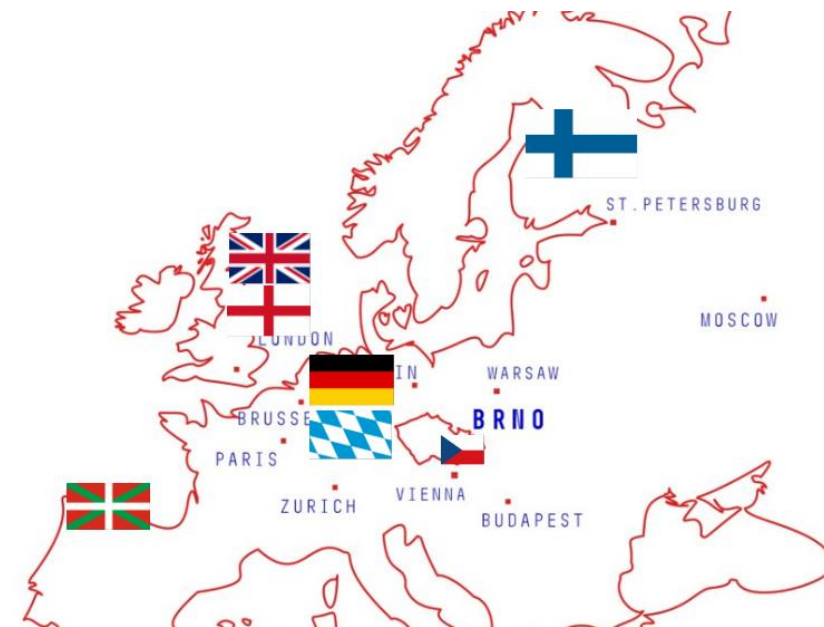 ST.PETERSBURG
MOSCOW
LONDON
WARSAW
BRNO
PARIS
ZURICH
VIENNA
BUDAPEST